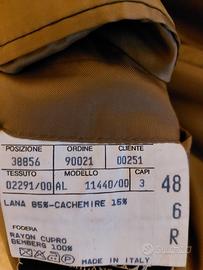 POSIZIONE ORDINE CLIENTE
38856 90021 00251
TESSUTO MODELLO CAPI
02291/00 AL 11440/00 3 48
LANA 85%-CACHEMIRE 15% 6
FODERA
RAYON CUPRO
BEMBERG 100% R
MADE IN ITALY